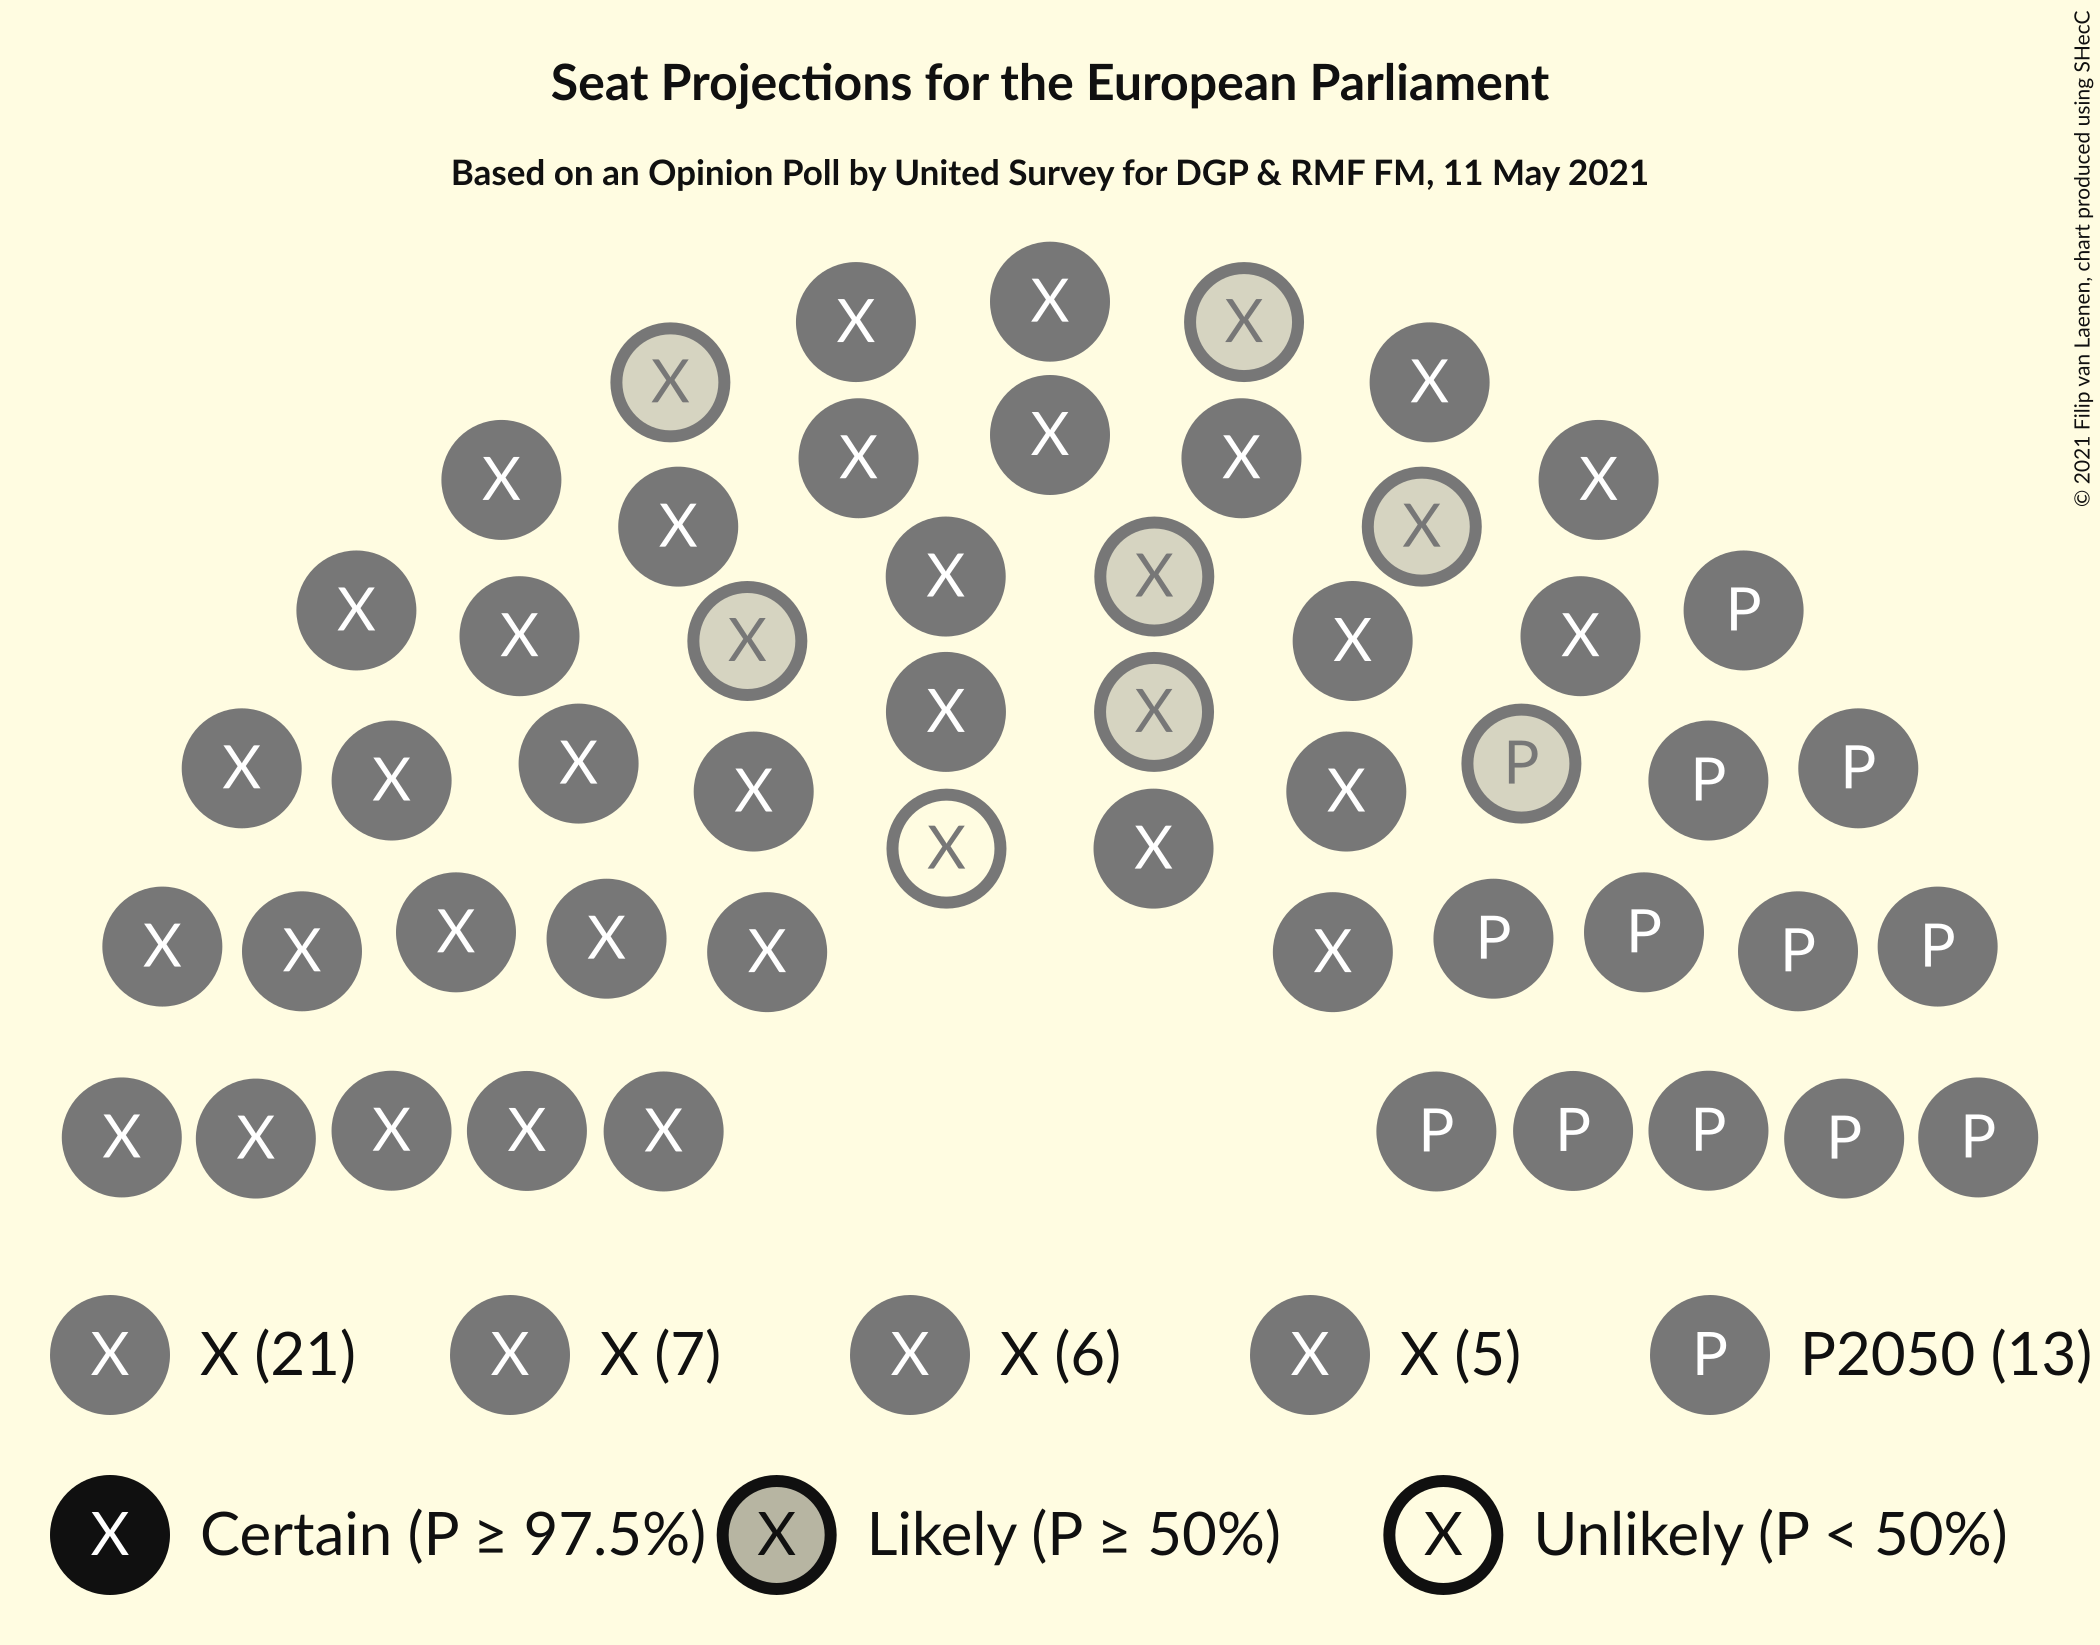 Seat Projections for the European Parliament
Based on an Opinion Poll by United Survey for DGP & RMF FM, 11 May 2021
© 2021 Filip van Laenen, chart produced using SHecC
X
X X
X X
X
X X
X X
X X
X X
X P
X X
X X
X X
X X
X P
X X
X P P
X X
X X
X P
X X
X X
X P P P P
X X X X X P P P P P
X X (21) X X (7) X X (6) X X (5) P P2050 (13)
X Certain (P ≥ 97.5%) X Likely (P ≥ 50%) X Unlikely (P < 50%)